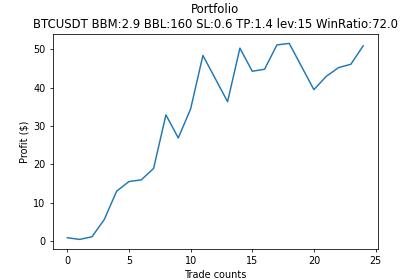 Portfolio
BTCUSDT BBM:2.9 BBL:160 SL:0.6 TP:1.4 lev:15 WinRatio:72.0
50
40
30
20
10
0
Profit ($)
0 5 10 15 20 25
Trade counts